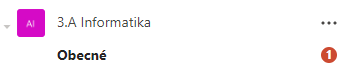 AI
3.A Informatika
Obecné
1